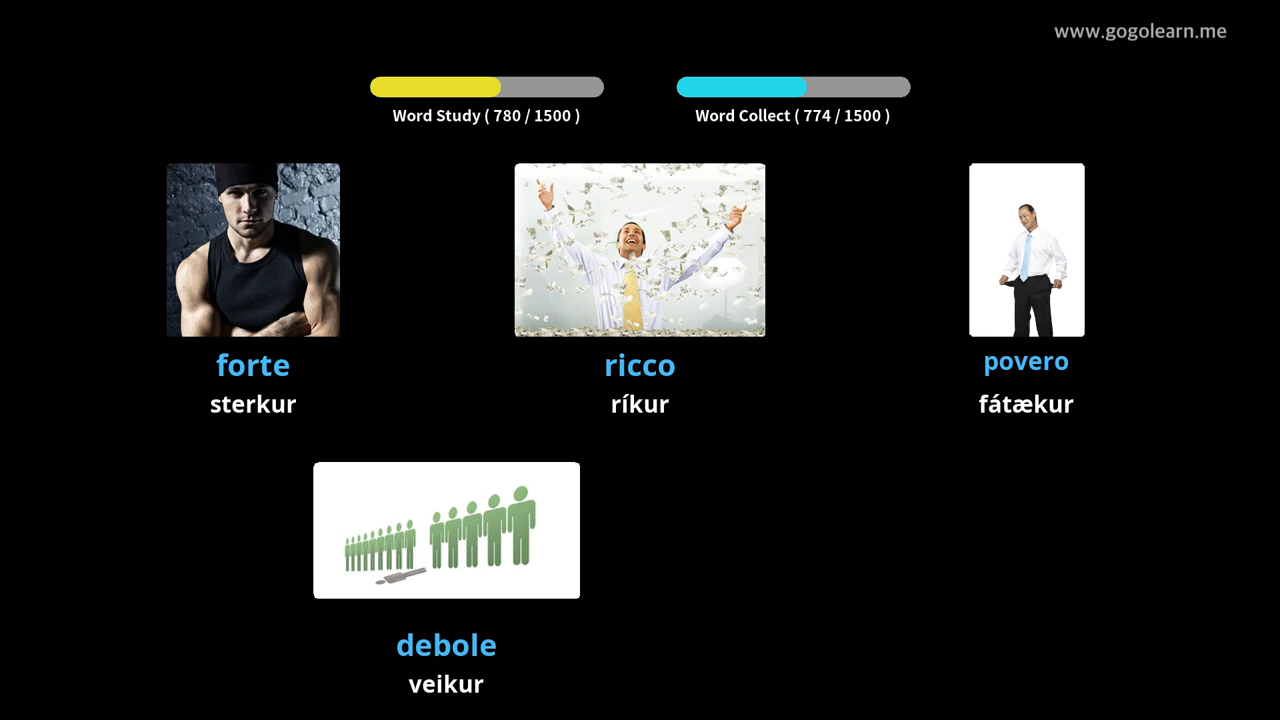 www.gogolearn.me
Word Study ( 780 / 1500 )
Word Collect ( 774 / 1500 )
forte
sterkur
ricco
ríkur
povero
fátækur
debole
veikur